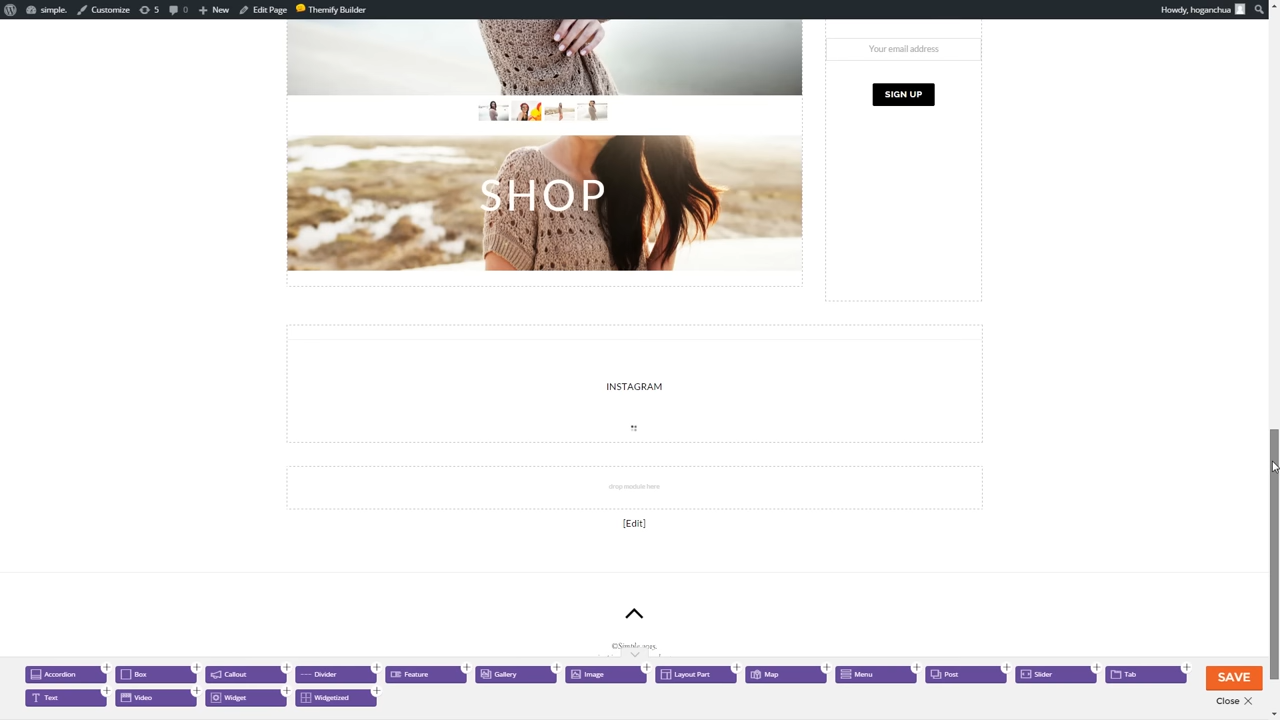 simple. Customize 5 0 New Edit Page Themify Builder Howdy, hoganchua
Your email address
SIGN UP
SHOP
INSTAGRAM
drop module here
[Edit]
©Simple 2015.
Accordion Box Callout Divider Feature Gallery Image Layout Part Map Menu Post Slider Tab SAVE
Text Video Widget Widgetized Close